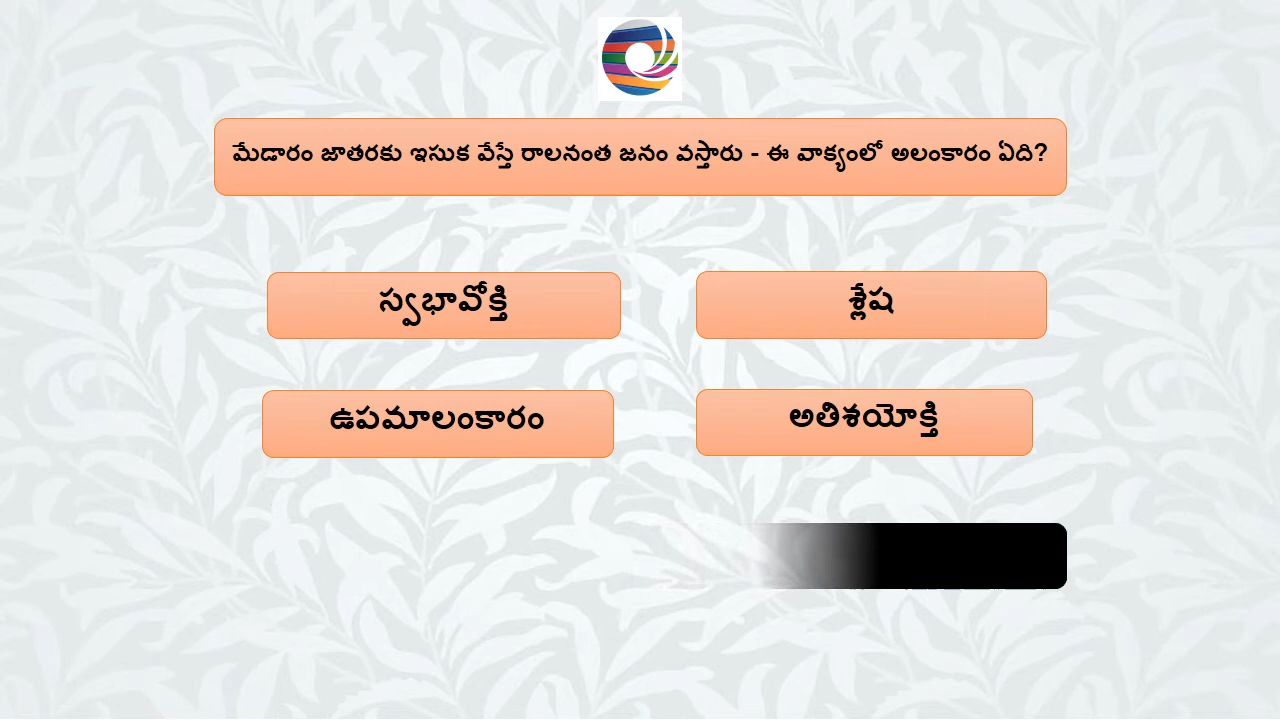 మేడారం జాతరకు ఇసుక వేస్తే రాలనంత జనం వస్తారు - ఈ వాక్యంలో అలంకారం ఏది?
స్వభావోక్తి
శ్లేష
ఉపమాలంకారం
అతిశయోక్తి